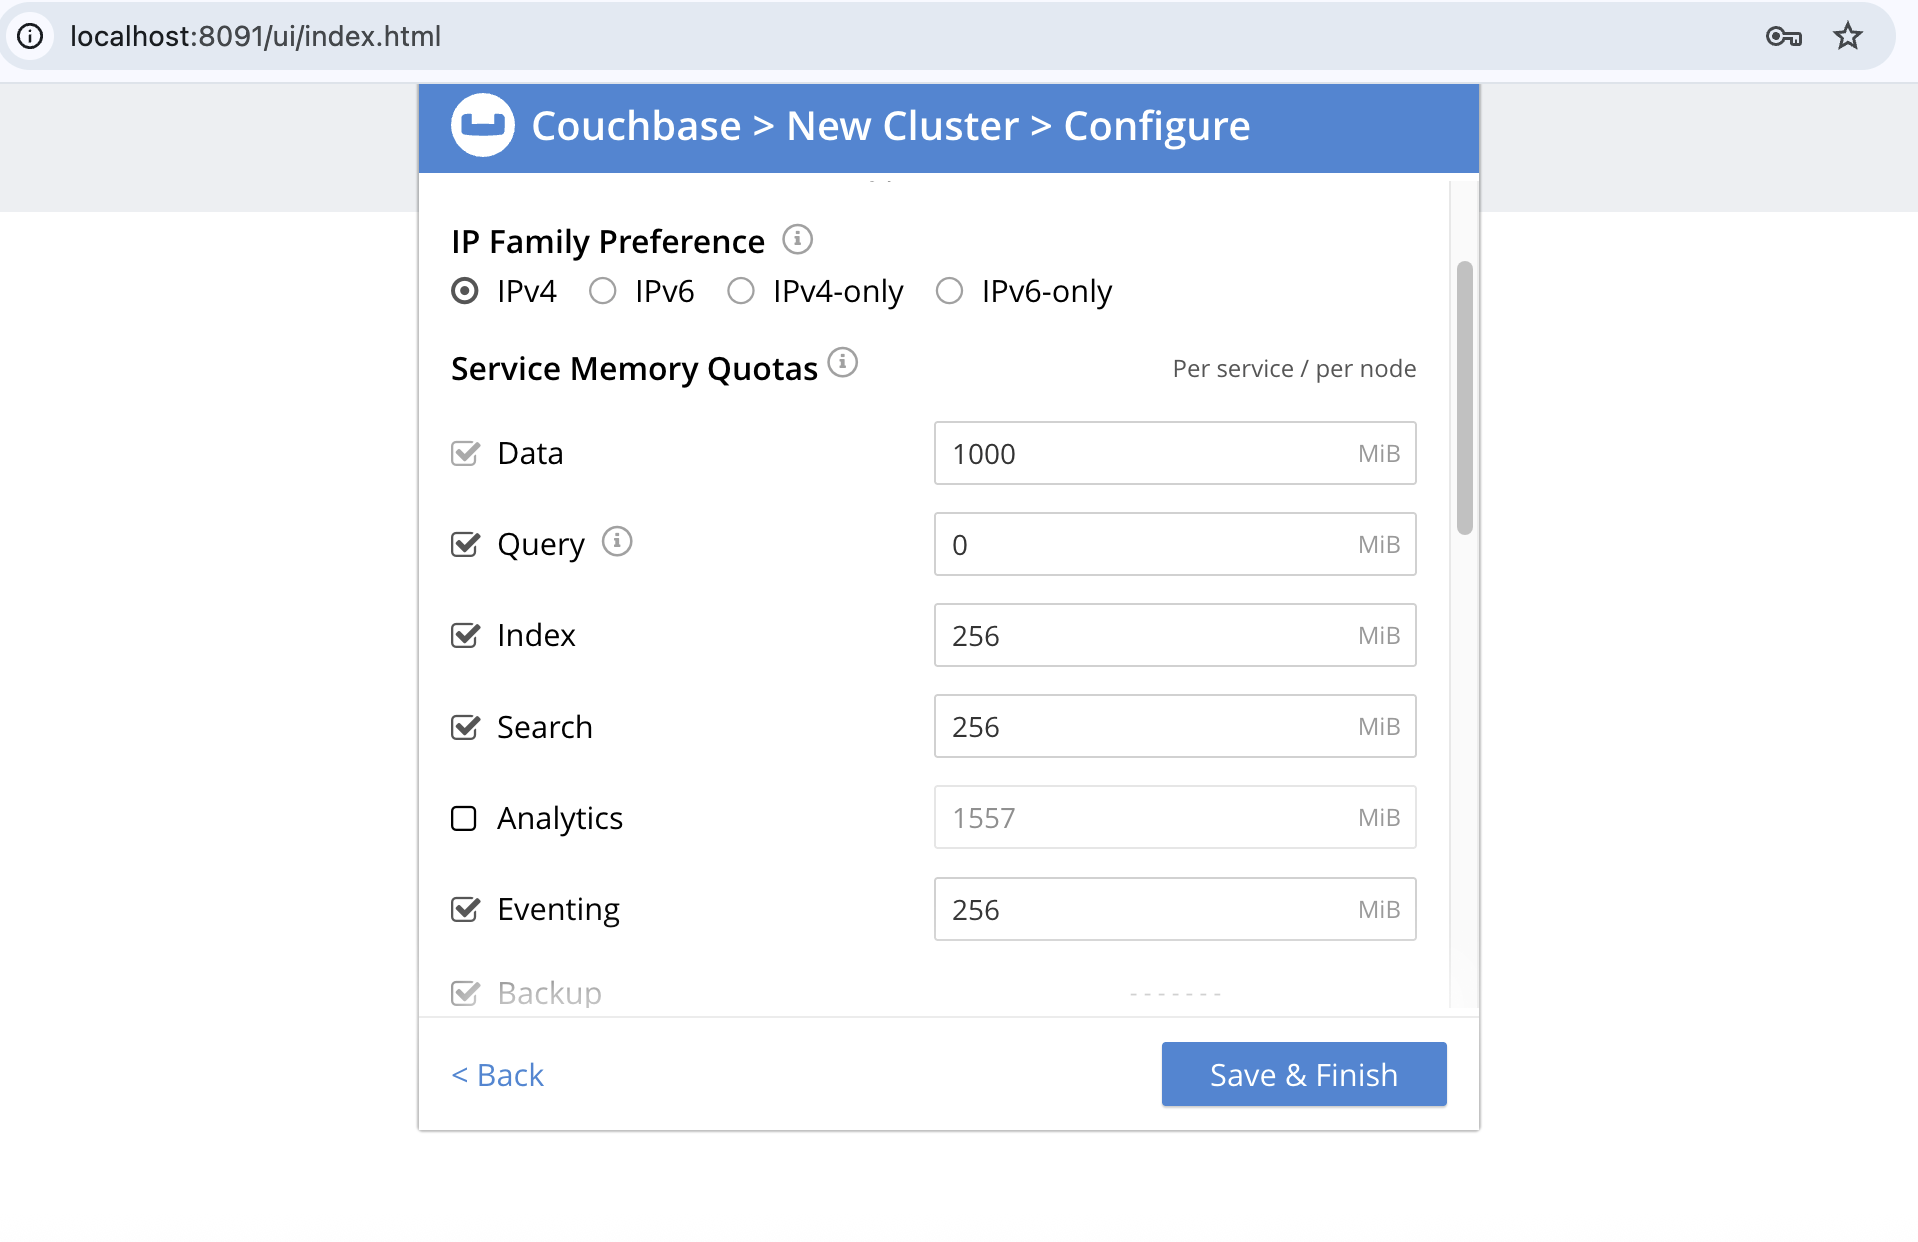 localhost:8091/ui/index.html
Couchbase > New Cluster > Configure
IP Family Preference
IPv4 IPv6 IPv4-only IPv6-only
Service Memory Quotas Per service / per node
Data 1000 MiB
Query 0 MiB
Index 256 MiB
Search 256 MiB
Analytics 1557 MiB
Eventing 256 MiB
Backup -------
< Back Save & Finish